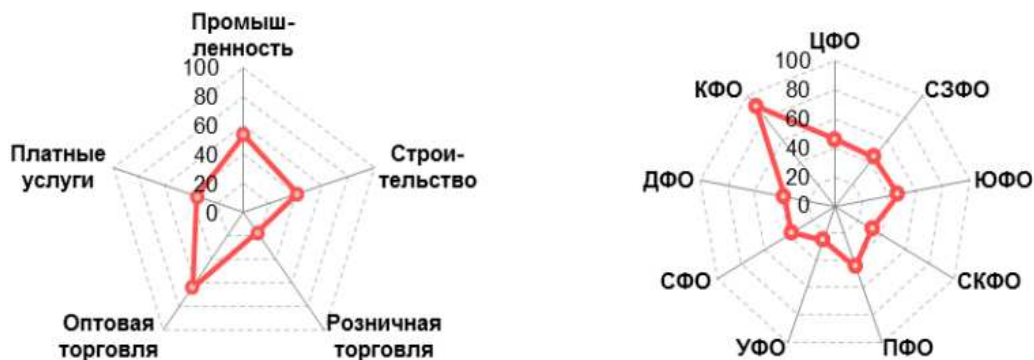 Промыш-
ленность
100
80
60
40
20
0
Строи-
тельство
Розничная
торговля
Оптовая
торговля
Платные
услуги
ЦФО
100
80
60
40
20
0
СЗФО
ЮФО
СКФО
ПФО
УФО
СФО
ДФО
КФО